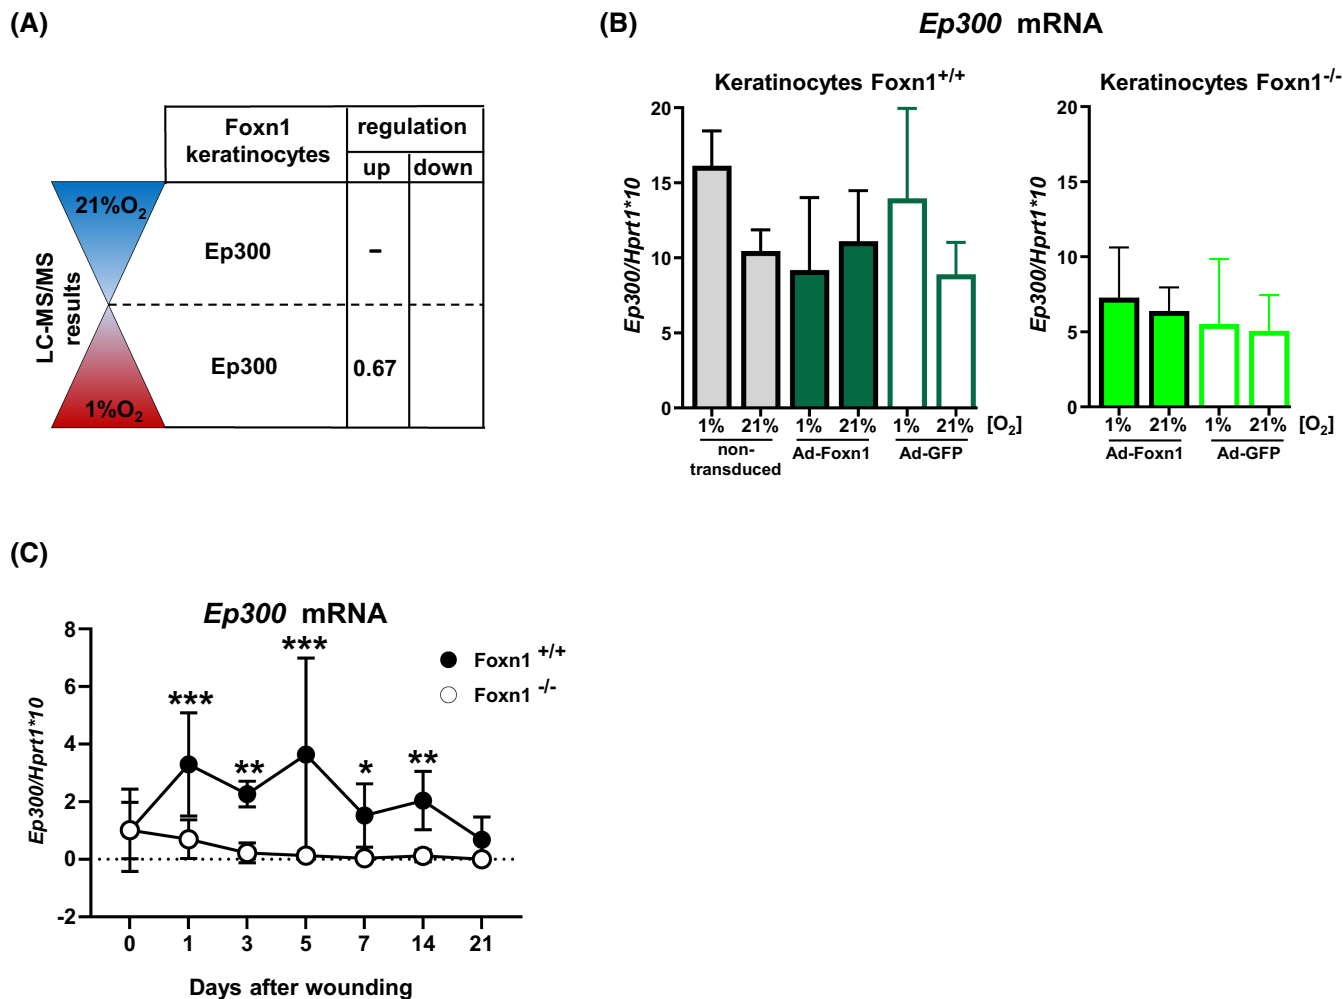 (A)
Foxn1
keratinocytes
regulation
up
down
LC-MS/MS
results
21%O₂
Ep300
–
1%O₂
Ep300
0.67
(B)
Ep300 mRNA
Keratinocytes Foxn1+/+
Ep300/Hprt1*10
20
15
10
5
0
1% 21% 1% 21% 1% 21% [O₂]
non-
transduced
Ad-Foxn1
Ad-GFP
Keratinocytes Foxn1-/-
Ep300/Hprt1*10
20
15
10
5
0
1% 21% 1% 21% [O₂]
Ad-Foxn1
Ad-GFP
(C)
Ep300 mRNA
Foxn1 +/+
Foxn1 -/-
Ep300/Hprt1*10
8
6
4
2
0
-2
*** ** *** * **
0 1 3 5 7 14 21
Days after wounding